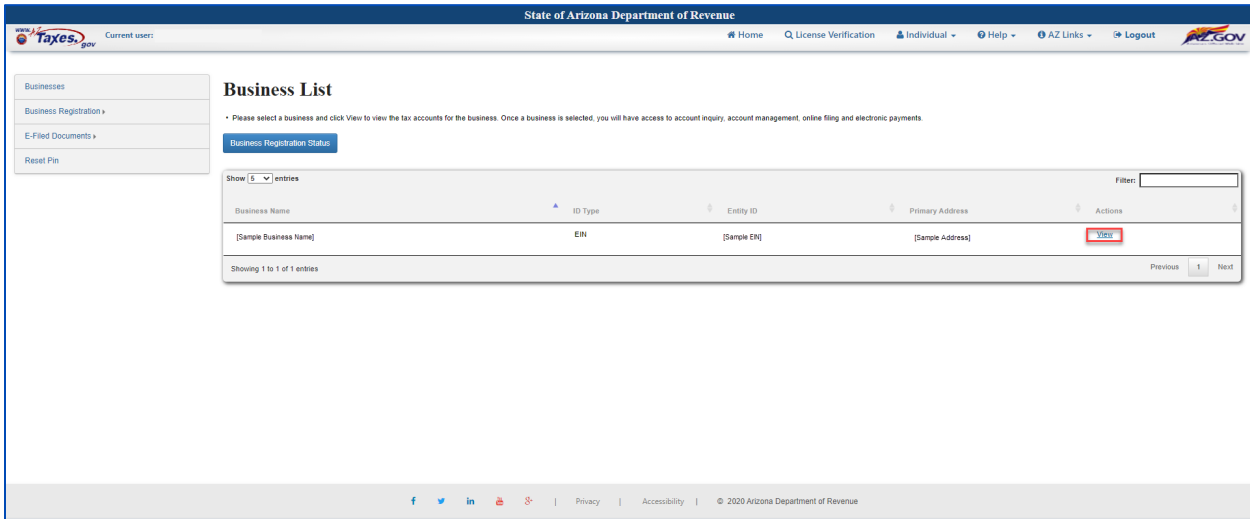 State of Arizona Department of Revenue
www.AZTaxes.gov
Current user:
Home
License Verification
Individual
Help
AZ Links
Logout
AZ.GOV
Businesses
Business Registration
E-Filed Documents
Reset Pin
Business List
• Please select a business and click View to view the tax accounts for the business. Once a business is selected, you will have access to account inquiry, account management, online filing and electronic payments.
Business Registration Status
Show 5 entries
Filter:
Business Name ID Type Entity ID Primary Address Actions
[Sample Business Name] EIN [Sample EIN] [Sample Address] View
Showing 1 to 1 of 1 entries
Previous 1 Next
| Privacy | Accessibility | © 2020 Arizona Department of Revenue